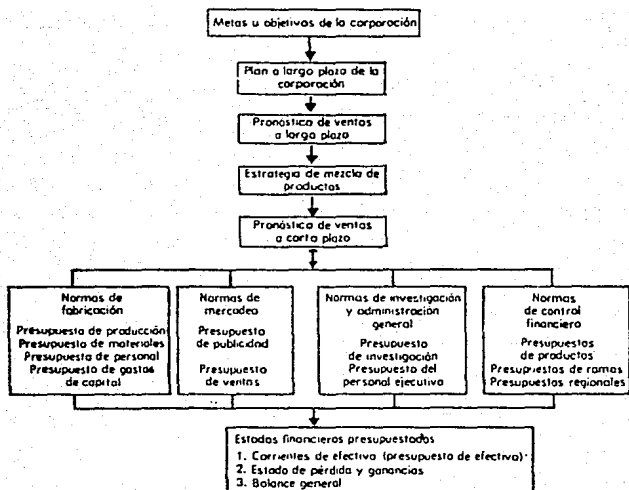 Metas u objetivos de la corporación
Plan a largo plazo de la
corporación
Pronóstico de ventas
a largo plazo
Estrategia de mezcla de
productos
Pronóstico de ventas
a corto plazo
Normas de
fabricación
Presupuesto de producción
Presupuesto de materiales
Presupuesto de personal
Presupuesto de gastos
de capital
Normas de
mercadeo
Presupuesto
de publicidad
Presupuesto
de ventas
Normas de investigación
y administración
general
Presupuesto
de investigación
Presupuesto del
personal ejecutivo
Normas
de control
financiero
Presupuestos
de productos
Presupuestos de ramas
Presupuestos regionales
Estados financieros presupuestados
1. Corrientes de efectivo (presupuesto de efectivo)
2. Estado de pérdida y ganancias
3. Balance general